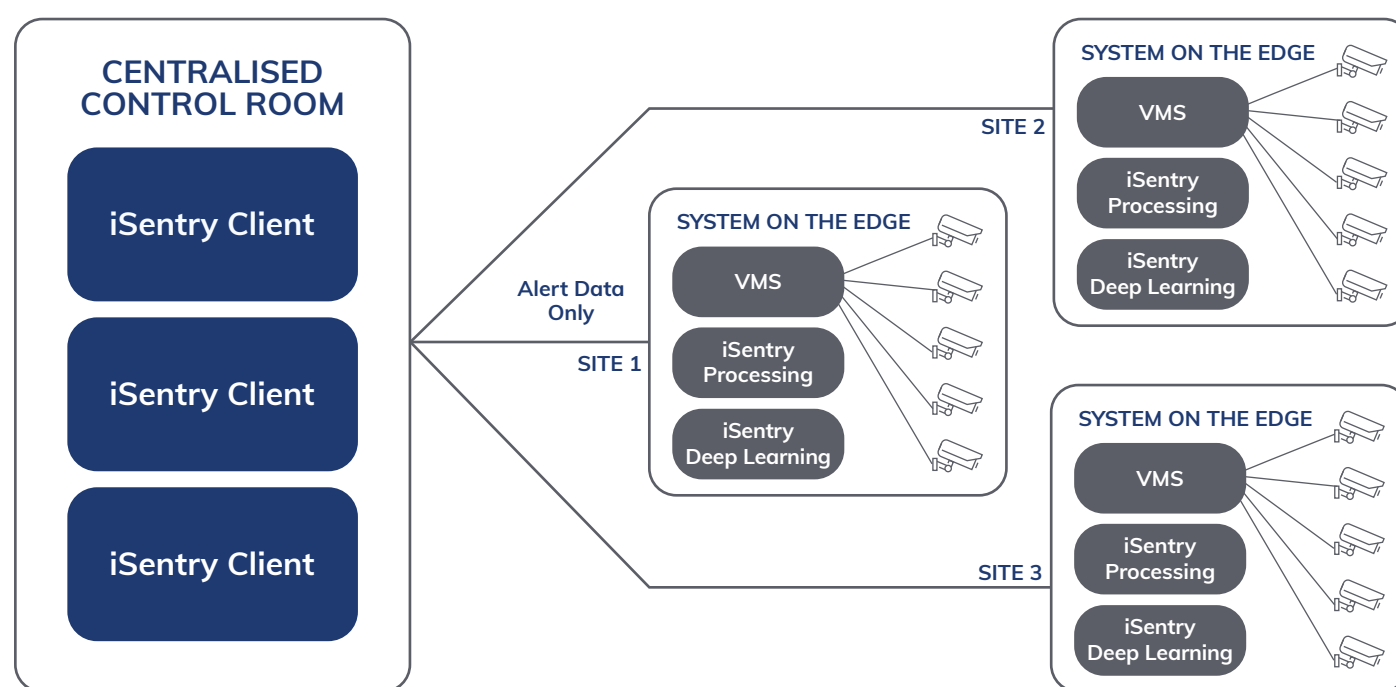 CENTRALISED
CONTROL ROOM
iSentry Client
iSentry Client
iSentry Client
Alert Data
Only
SITE 1
SYSTEM ON THE EDGE
VMS
iSentry
Processing
iSentry
Deep Learning
SITE 2
SYSTEM ON THE EDGE
VMS
iSentry
Processing
iSentry
Deep Learning
SITE 3
SYSTEM ON THE EDGE
VMS
iSentry
Processing
iSentry
Deep Learning